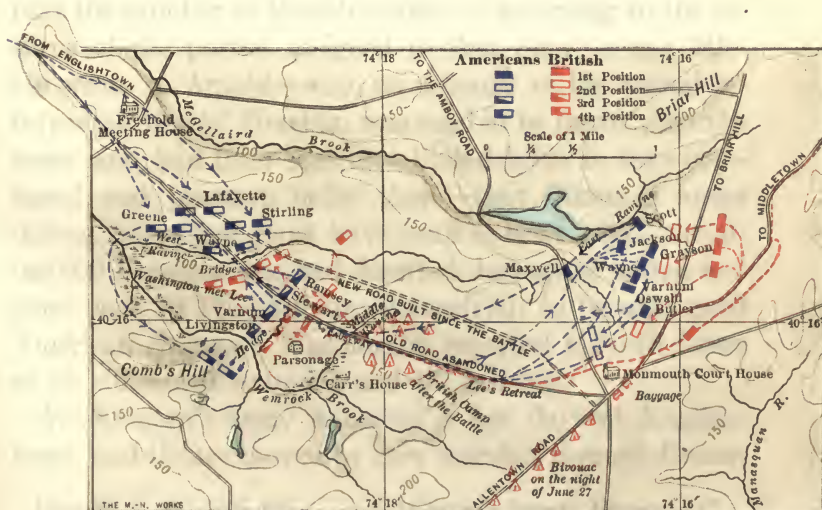 FROM ENGLISHTOWN
74°18'
74°16'
Americans British
1st Position
2nd Position
3rd Position
4th Position
Scale of 1 Mile
0 ¼ ½ 1
TO THE AMBOY ROAD
Briar Hill
200
TO BRIAR HILL
TO MIDDLETOWN
Freehold
Meeting House
McGellaird
Brook
100
150
150
150
150
Lafayette
Greene
Stirling
Wayne
West
Ravine
100
Bridge
Washington met Lee
Ramsey
Stewart
Varnum
Livingston
Hedge
Parsonage
Middle
Ravine
NEW ROAD BUILT SINCE THE BATTLE
OLD ROAD ABANDONED
East Ravine
Scott
Jackson
Grayson
Maxwell
Wayne
Varnum
Oswald
Butler
40°16'
40°16'
Comb's Hill
Wemrock
Brook
Carr's House
150
British Camp
after the Battle
Lee's Retreat
Monmouth Court House
Baggage
ALLENTOWN ROAD
Bivouac
on the night
of June 27
150
150
200
150
Manasquan R.
THE M.-N. WORKS
74°18'
74°16'